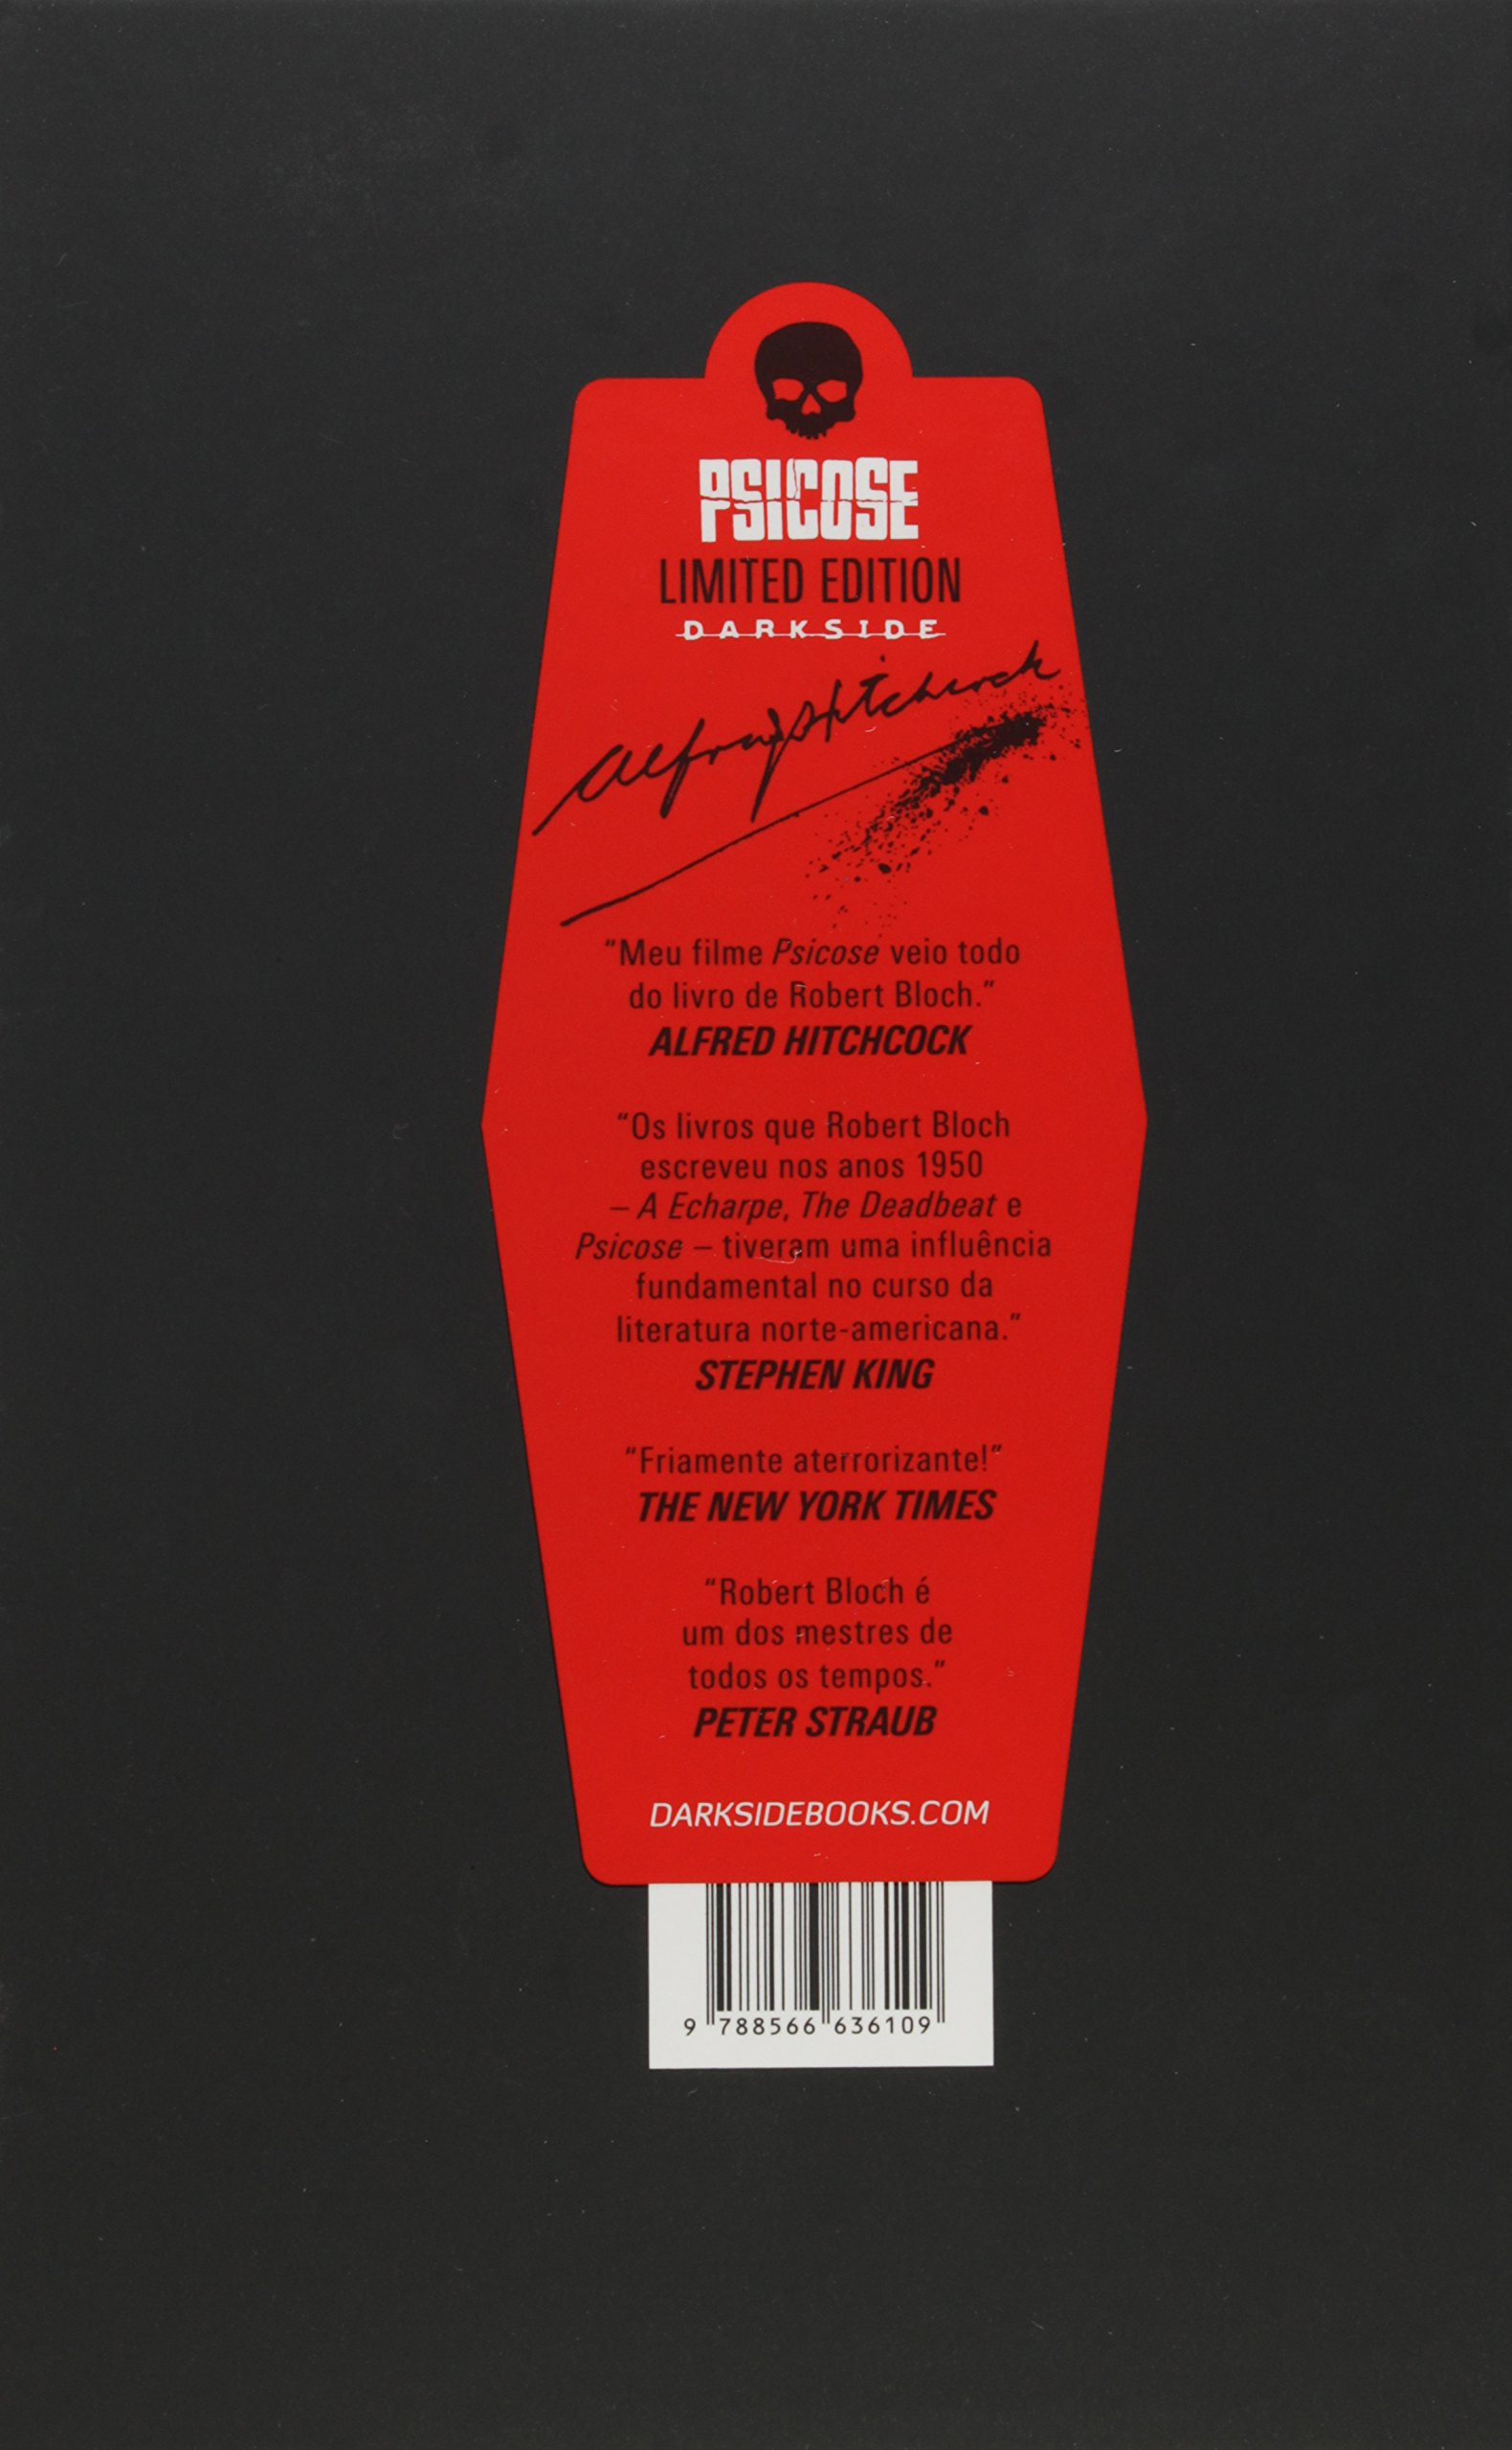 PSICOSE
LIMITED EDITION
DARKSIDE
Alfred Hitchcock
“Meu filme Psicose veio todo
do livro de Robert Bloch.”
ALFRED HITCHCOCK
“Os livros que Robert Bloch
escreveu nos anos 1950
– A Echarpe, The Deadbeat e
Psicose – tiveram uma influência
fundamental no curso da
literatura norte-americana.”
STEPHEN KING
“Friamente aterrorizante!”
THE NEW YORK TIMES
“Robert Bloch é
um dos mestres de
todos os tempos.”
PETER STRAUB
DARKSIDEBOOKS.COM
9 788566 636109